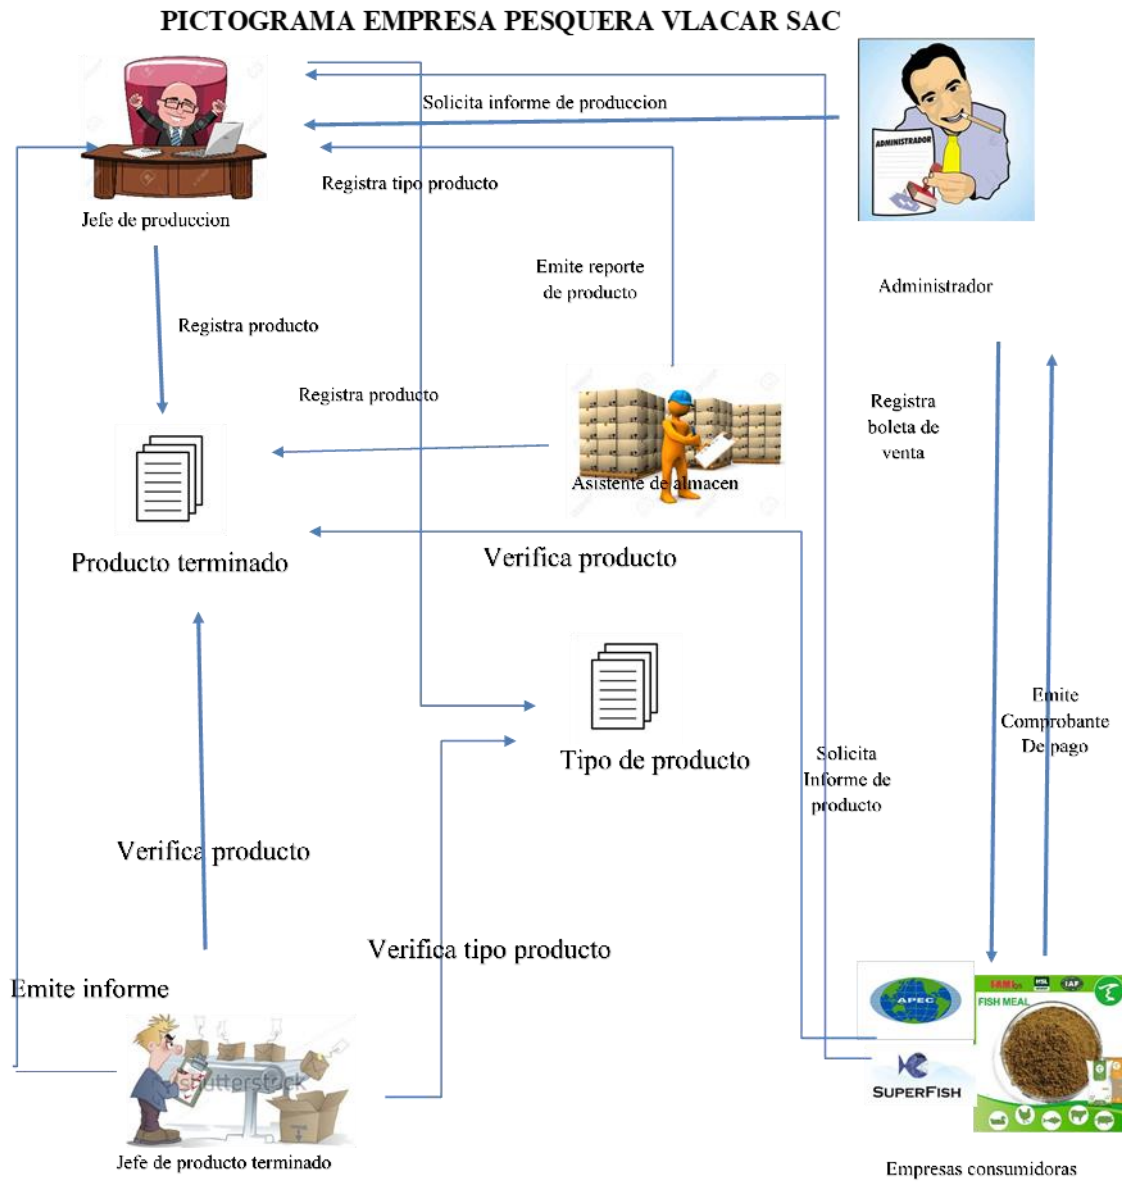 PICTOGRAMA EMPRESA PESQUERA VLACAR SAC
Solicita informe de produccion
ADMINISTRADOR
Registra tipo producto
Jefe de produccion
Emite reporte
de producto
Administrador
Registra producto
Registra producto
Registra
boleta de
venta
Asistente de almacen
Producto terminado
Verifica producto
Tipo de producto
Emite
Comprobante
De pago
Solicita
Informe de
producto
Verifica producto
Verifica tipo producto
Emite informe
APEC
FISH MEAL
IAF
SUPERFISH
shutterstock
Jefe de producto terminado
Empresas consumidoras